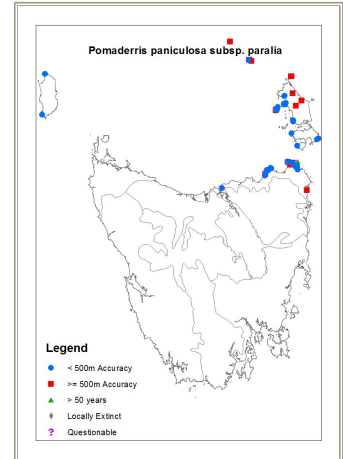 Pomaderris paniculosa subsp. paralia
Legend
< 500m Accuracy
>= 500m Accuracy
> 50 years
Locally Extinct
? Questionable